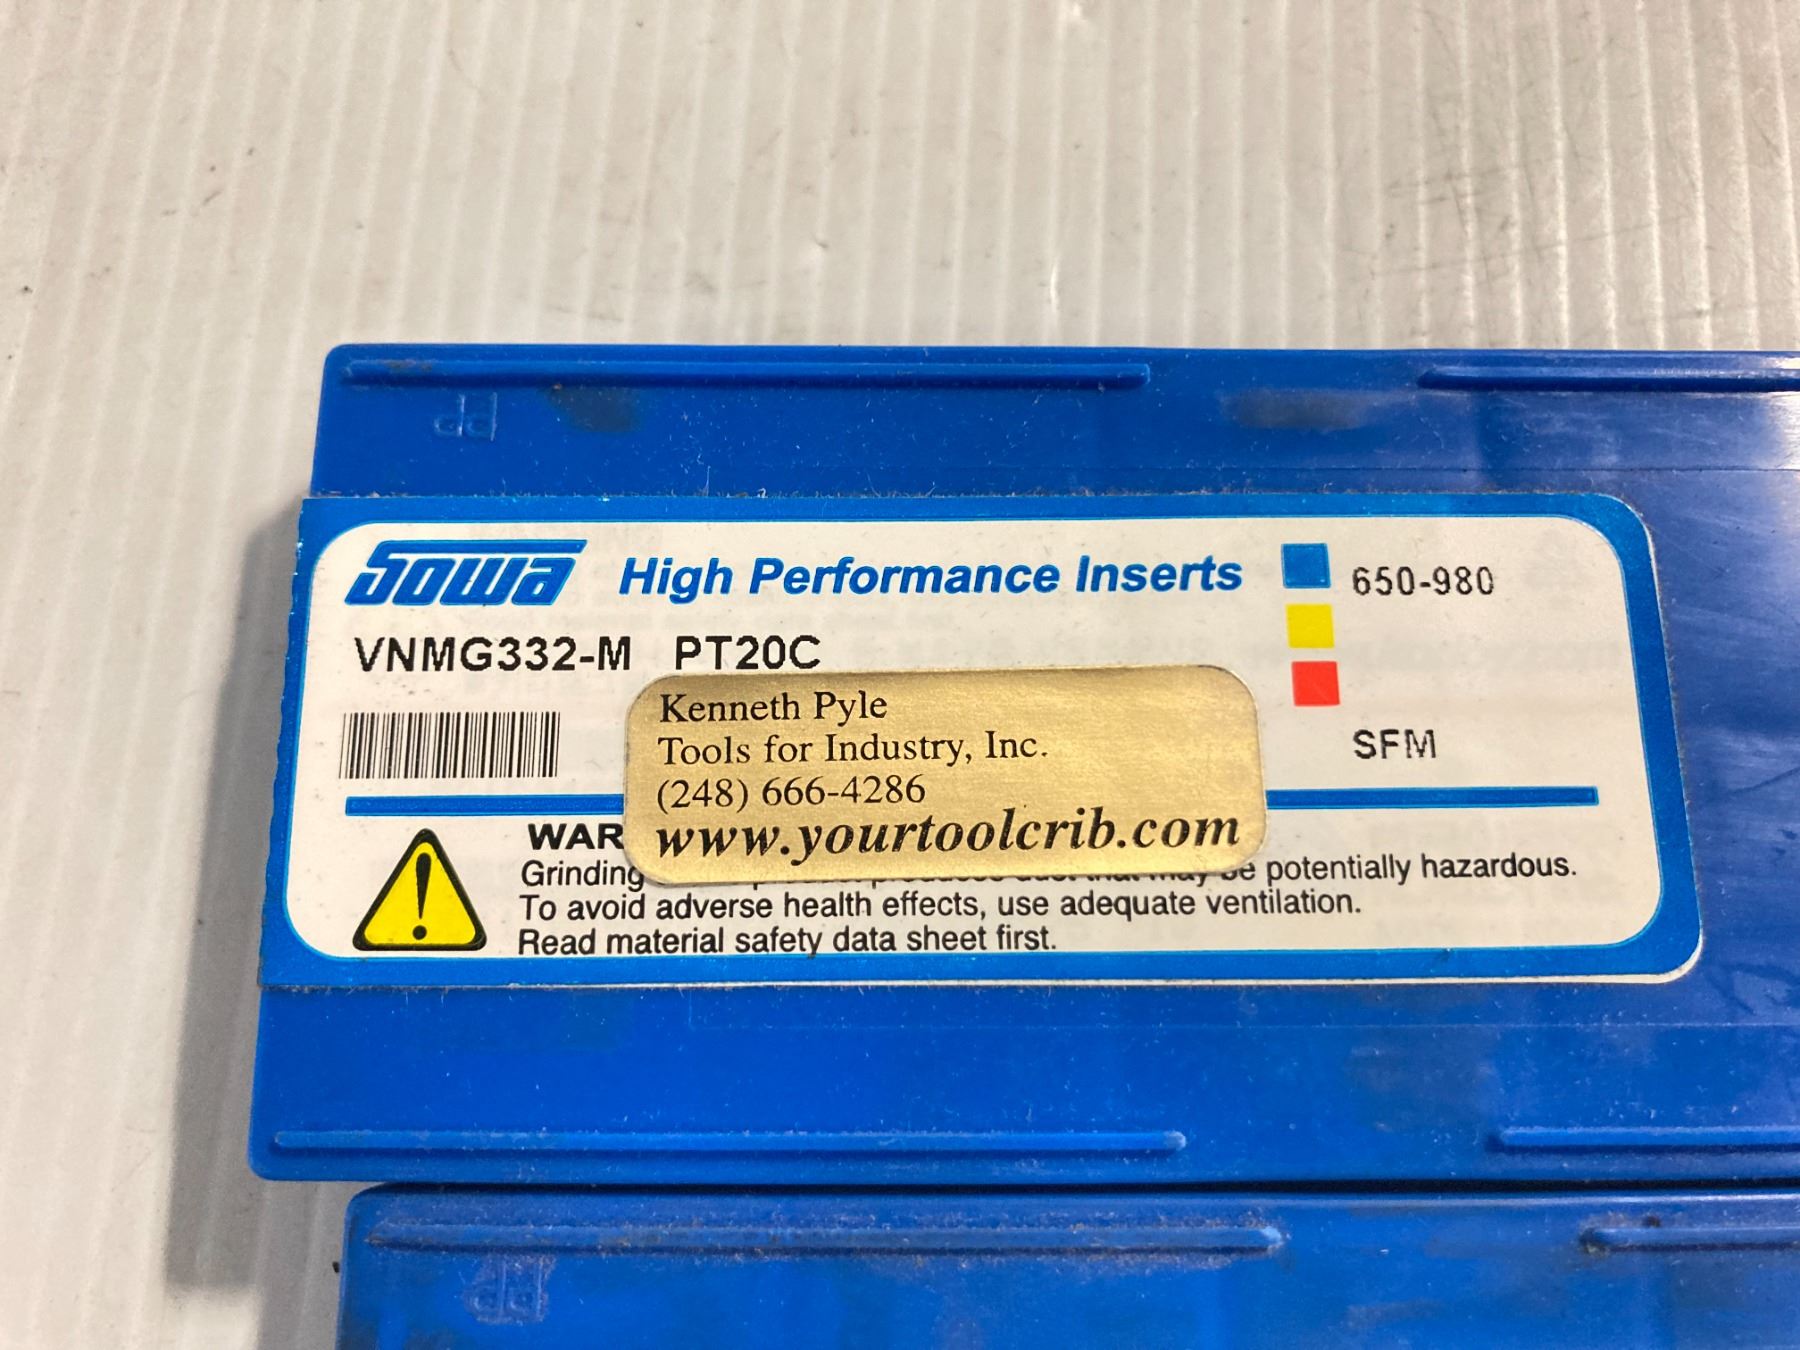 Sowa High Performance Inserts 650-980
VNMG332-M PT20C
Kenneth Pyle
Tools for Industry, Inc.
(248) 666-4286
www.yourtoolcrib.com
SFM
WAR
Grinding may be potentially hazardous.
To avoid adverse health effects, use adequate ventilation.
Read material safety data sheet first.